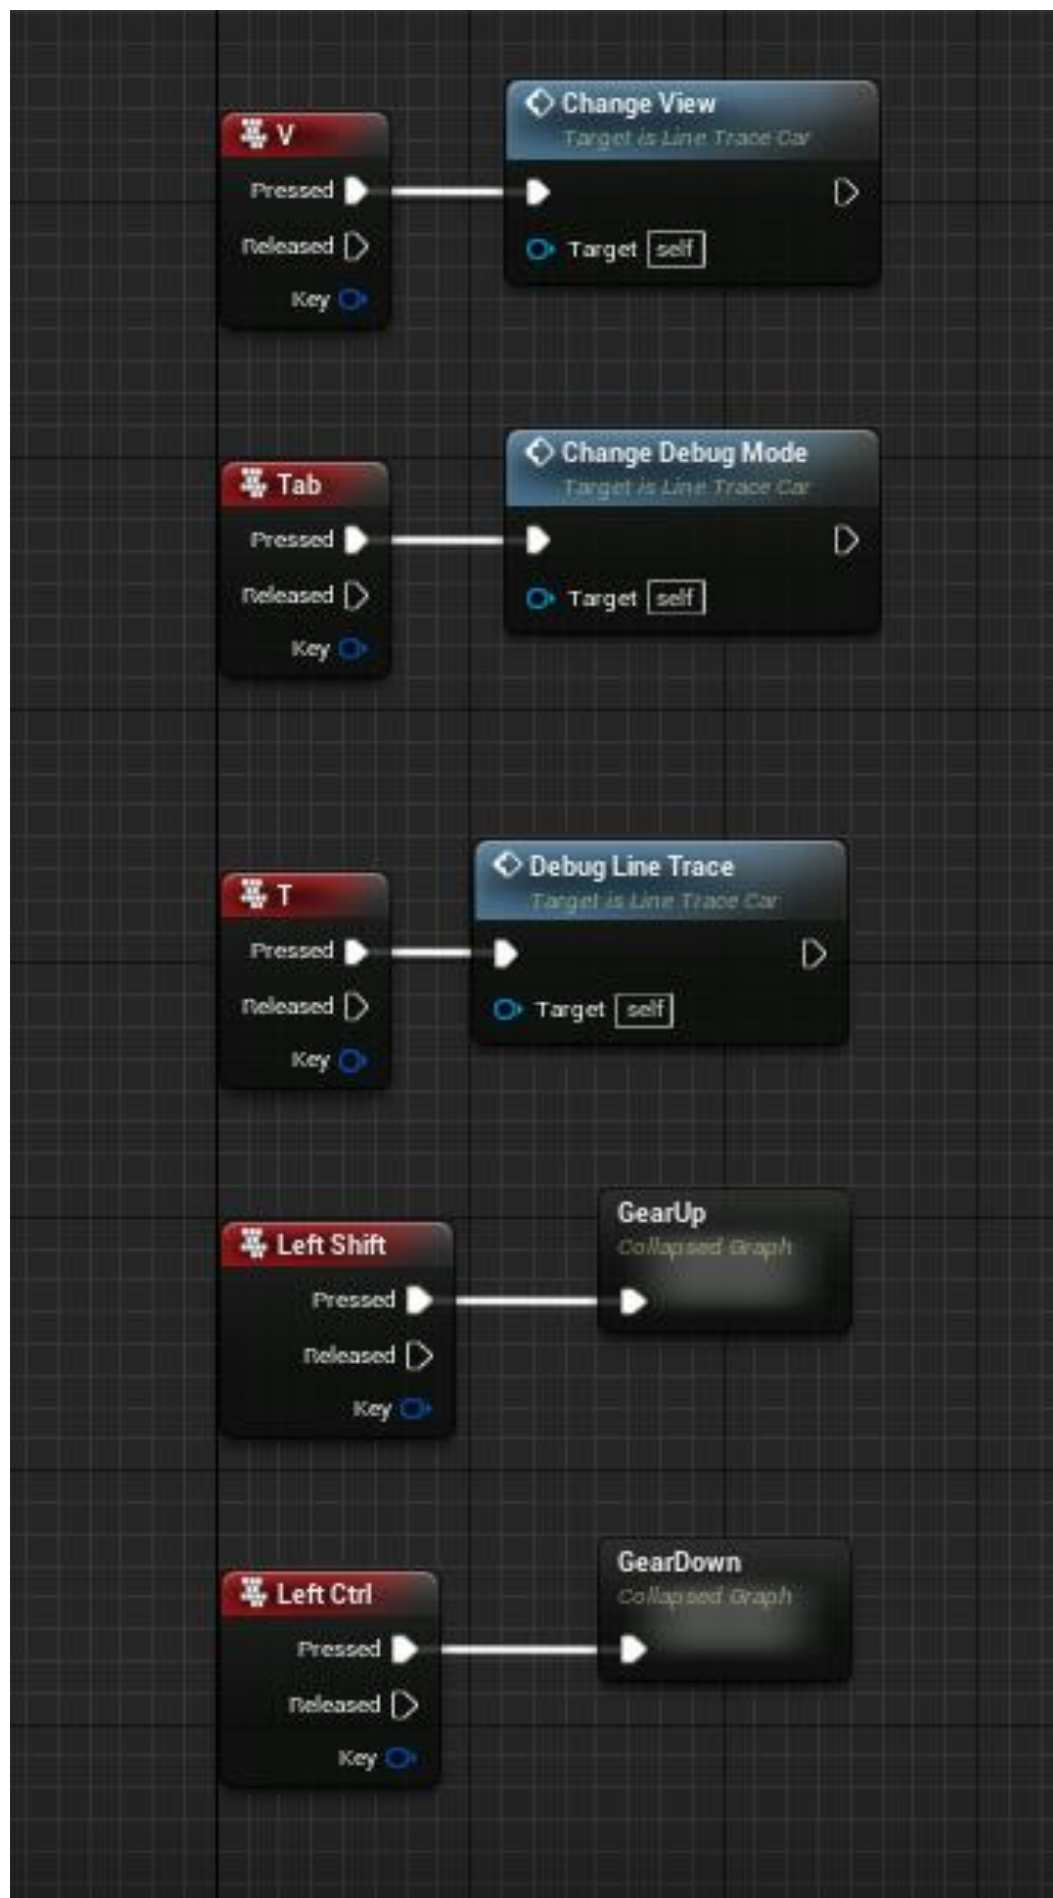 V
Pressed
Released
Key
Change View
Target is Line Trace Car
Target self
Tab
Pressed
Released
Key
Change Debug Mode
Target is Line Trace Car
Target self
T
Pressed
Released
Key
Debug Line Trace
Target is Line Trace Car
Target self
Left Shift
Pressed
Released
Key
GearUp
Collapsed Graph
Left Ctrl
Pressed
Released
Key
GearDown
Collapsed Graph